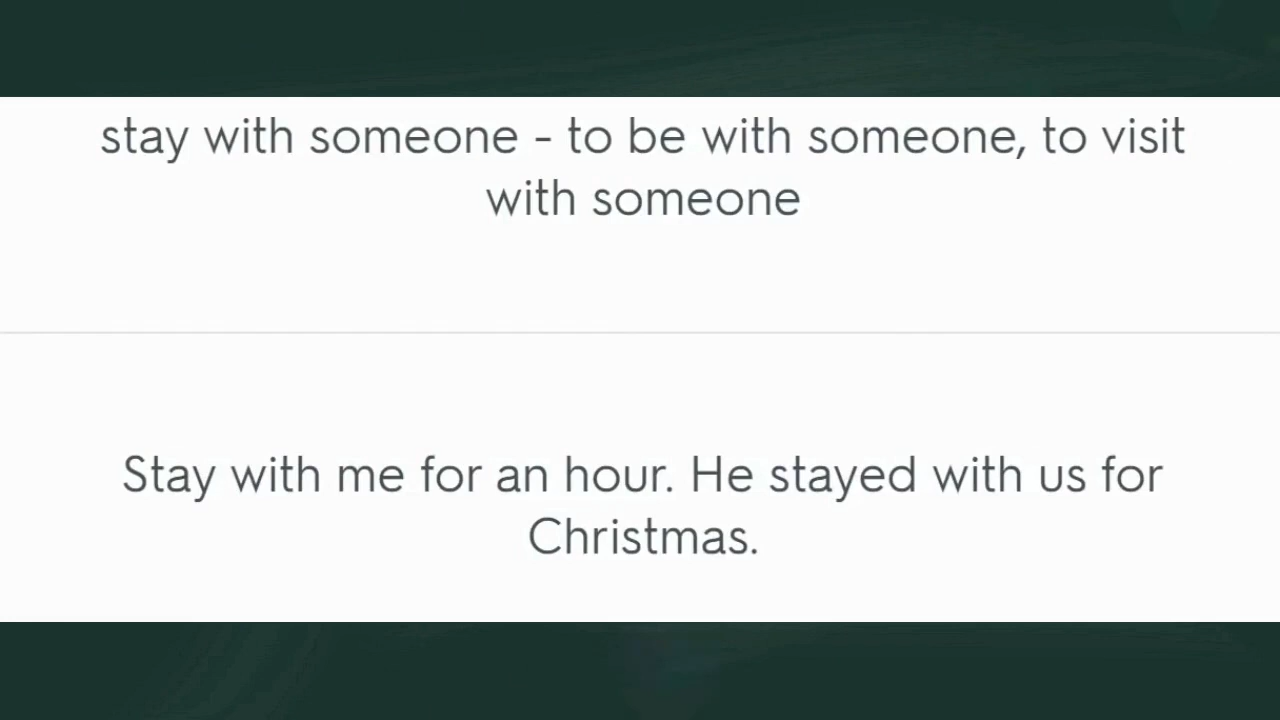 stay with someone - to be with someone, to visit
with someone
Stay with me for an hour. He stayed with us for
Christmas.